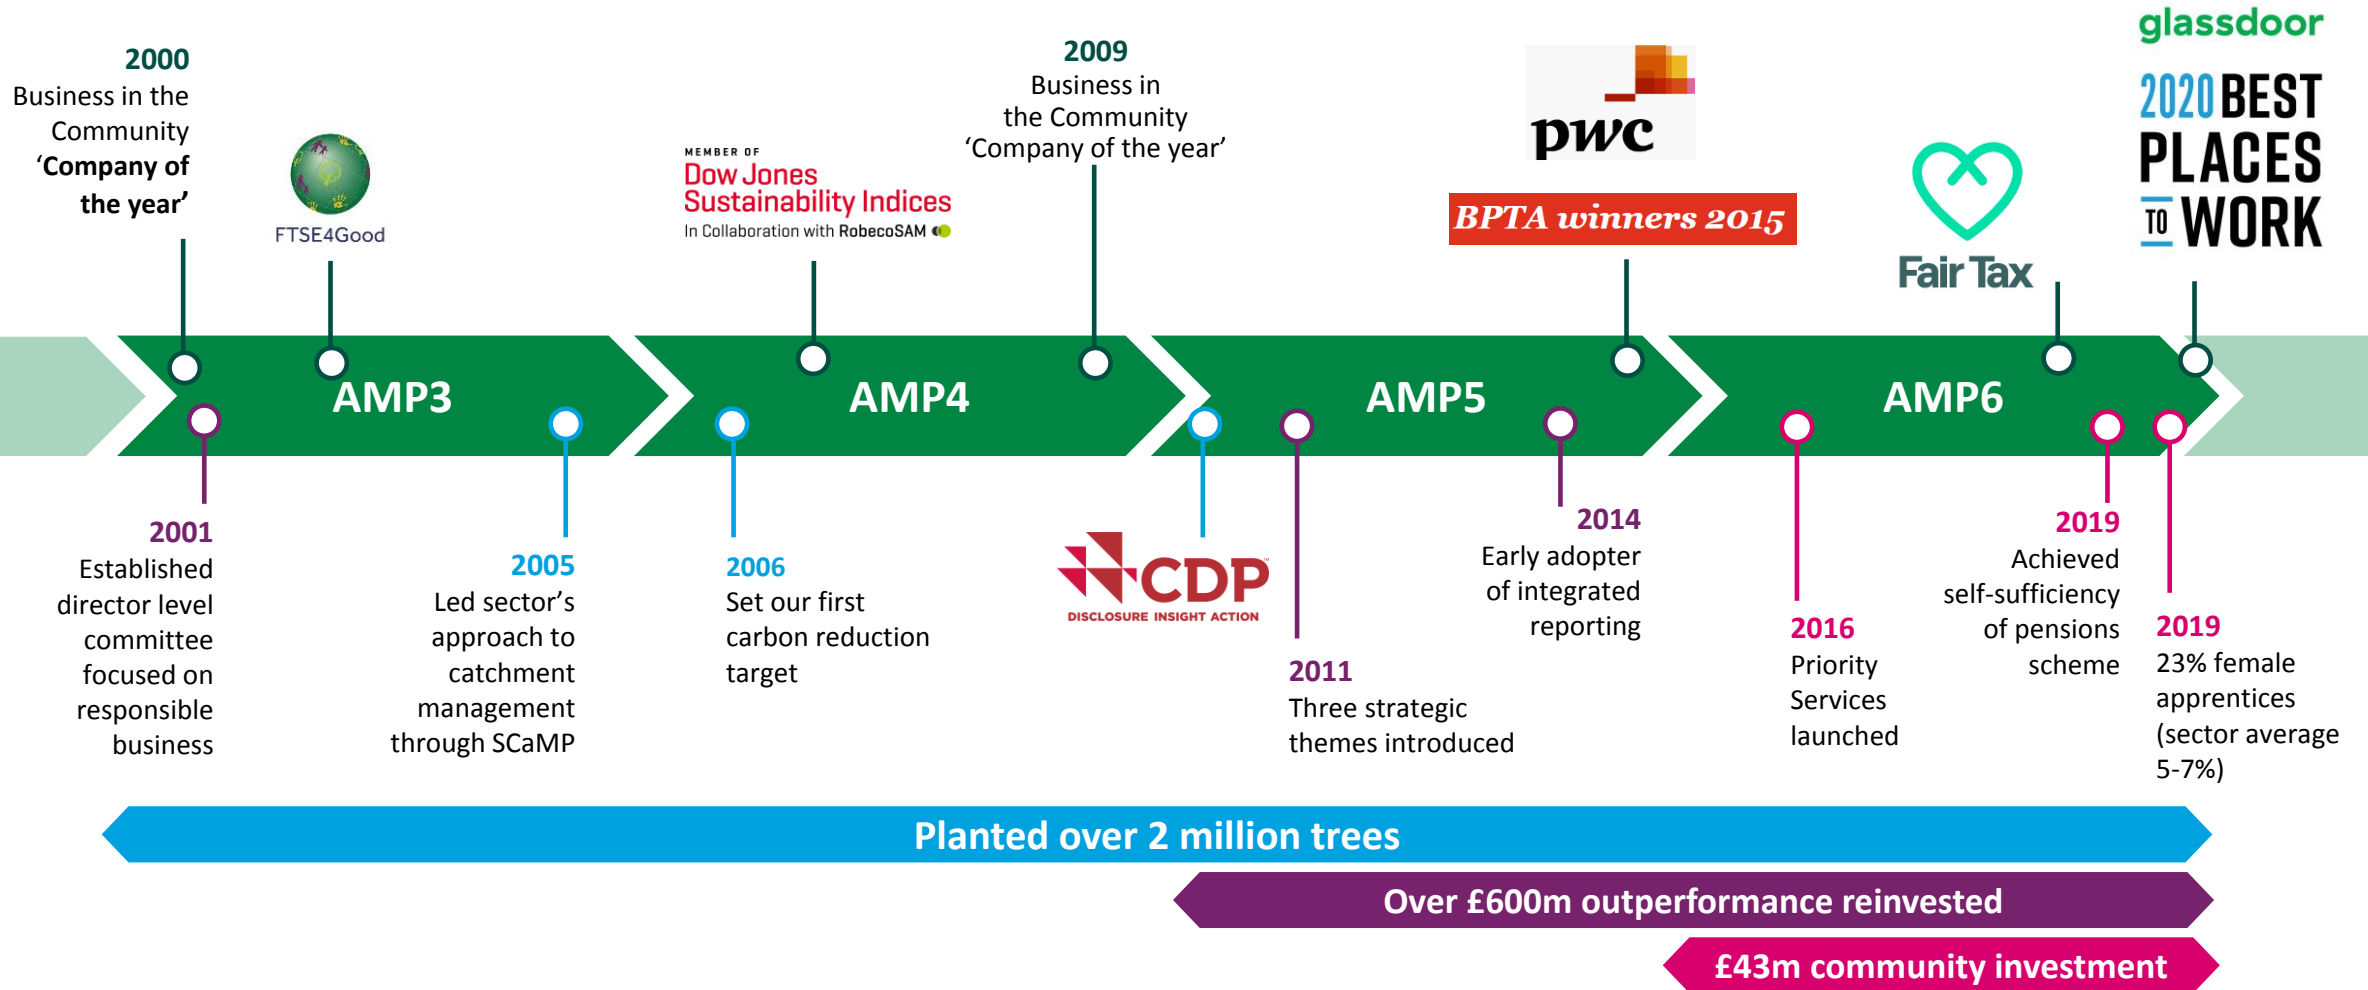 2000
Business in the
Community
‘Company of
the year’
FTSE4Good
MEMBER OF
Dow Jones
Sustainability Indices
In Collaboration with RobecoSAM
2009
Business in
the Community
‘Company of the year’
pwc
BPTA winners 2015
Fair Tax
glassdoor
2020 BEST
PLACES
TO WORK
AMP3
AMP4
AMP5
AMP6
2001
Established
director level
committee
focused on
responsible
business
2005
Led sector’s
approach to
catchment
management
through SCaMP
2006
Set our first
carbon reduction
target
CDP™
DISCLOSURE INSIGHT ACTION
2011
Three strategic
themes introduced
2014
Early adopter
of integrated
reporting
2016
Priority
Services
launched
2019
Achieved
self-sufficiency
of pensions
scheme
2019
23% female
apprentices
(sector average
5-7%)
Planted over 2 million trees
Over £600m outperformance reinvested
£43m community investment